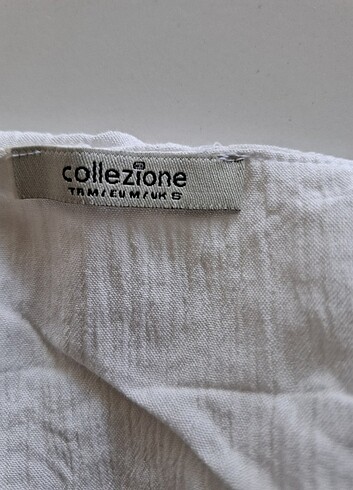 collezione
TR M / EU M / UK S